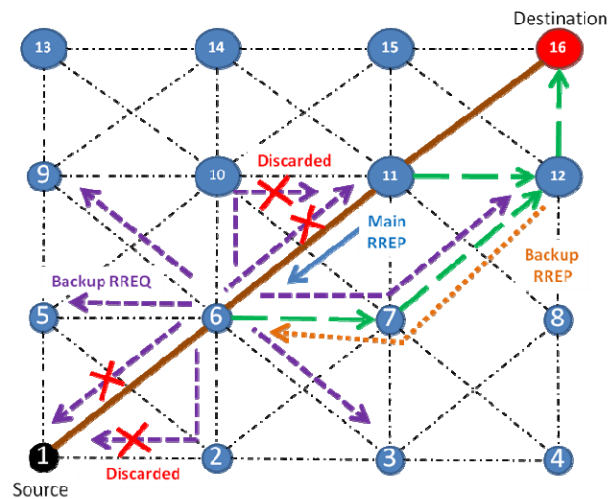 Destination
13
14
15
16
Discarded
9
10
11
12
Main
RREP
Backup RREQ
Backup
RREP
5
6
7
8
1
2
3
4
Discarded
Source